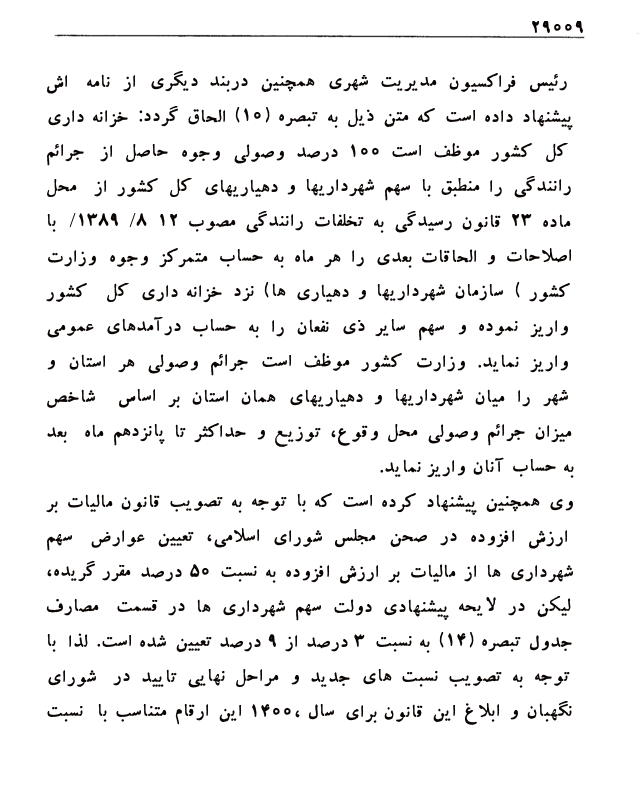 ۲۹۰۰۹
رئیس فراکسیون مدیریت شهری همچنین دربند دیگری از نامه اش
پیشنهاد داده است که متن ذیل به تبصره (۱۰) الحاق گردد: خزانه داری
کل کشور موظف است ۱۰۰ درصد وصولی وجوه حاصل از جرائم
رانندگی را منطبق با سهم شهرداریها و دهیاریهای کل کشور از محل
ماده ۲۳ قانون رسیدگی به تخلفات رانندگی مصوب ۱۲ /۸ /۱۳۸۹ با
اصلاحات و الحاقات بعدی را هر ماه به حساب متمرکز وجوه وزارت
کشور ) سازمان شهرداریها و دهیاری ها) نزد خزانه داری کل کشور
واریز نموده و سهم سایر ذی نفعان را به حساب درآمدهای عمومی
واریز نماید. وزارت کشور موظف است جرائم وصولی هر استان و
شهر را میان شهرداریها و دهیاریهای همان استان بر اساس شاخص
میزان جرائم وصولی محل وقوع، توزیع و حداکثر تا پانزدهم ماه بعد
به حساب آنان واریز نماید.
وی همچنین پیشنهاد کرده است که با توجه به تصویب قانون مالیات بر
ارزش افزوده در صحن مجلس شورای اسلامی، تعیین عوارض سهم
شهرداری ها از مالیات بر ارزش افزوده به نسبت ۵۰ درصد مقرر گریده،
لیکن در لایحه پیشنهادی دولت سهم شهرداری ها در قسمت مصارف
جدول تبصره (۱۴) به نسبت ۳ درصد از ۹ درصد تعیین شده است. لذا با
توجه به تصویب نسبت های جدید و مراحل نهایی تایید در شورای
نگهبان و ابلاغ این قانون برای سال ،۱۴۰۰ این ارقام متناسب با نسبت